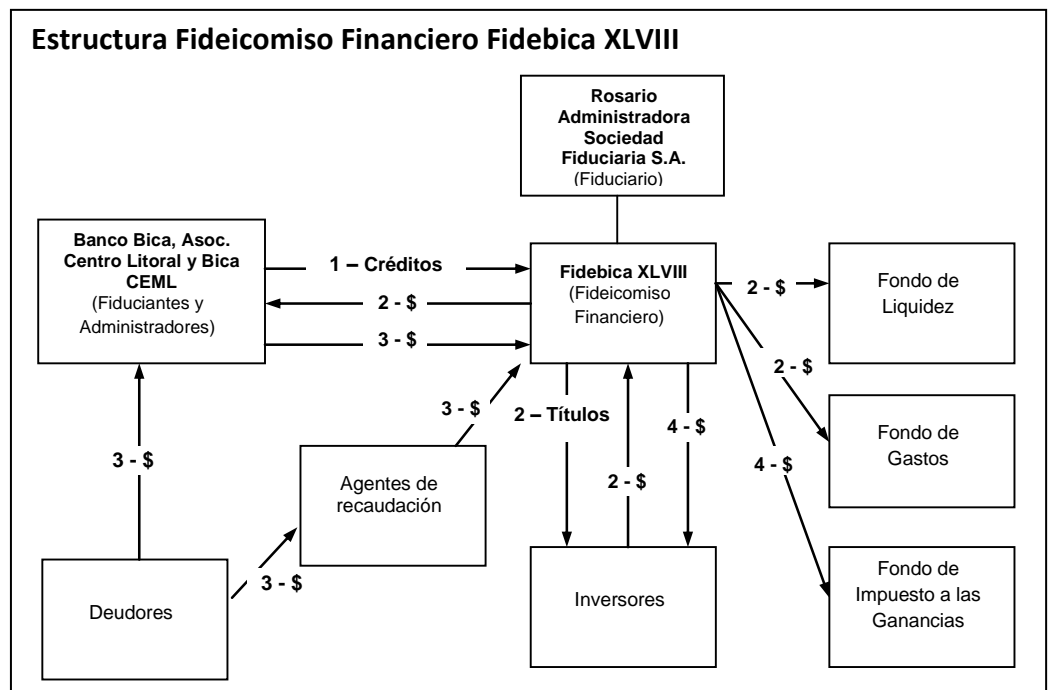 Estructura Fideicomiso Financiero Fidebica XLVIII
Rosario
Administradora
Sociedad
Fiduciaria S.A.
(Fiduciario)
Banco Bica, Asoc.
Centro Litoral y Bica
CEML
(Fiduciantes y
Administradores)
1 – Créditos
2 - $
3 - $
Fidebica XLVIII
(Fideicomiso
Financiero)
2 - $
Fondo de
Liquidez
2 - $
Fondo de
Gastos
4 - $
Fondo de
Impuesto a las
Ganancias
3 - $
2 – Títulos
4 - $
2 - $
3 - $
Agentes de
recaudación
3 - $
Deudores
Inversores